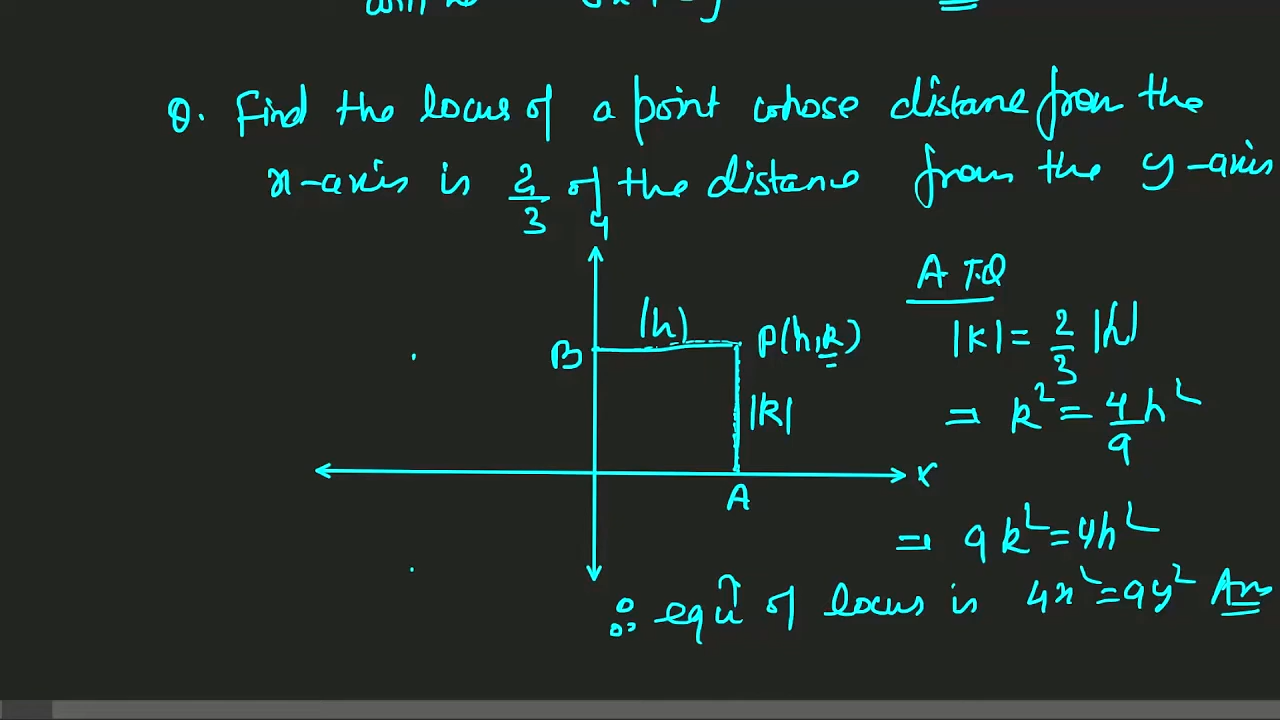 Q. Find the locus of a point whose distane from the
x-axis is 2/3 of the distane from the y-axis
y
A T.Q
|h|
P(h,k)
|k| = 2/3 |h|
B
|k|
⇒ k² = 4/9 h²
x
A
⇒ 9k² = 4h²
∴ equn of locus is 4x² = 9y² Ans